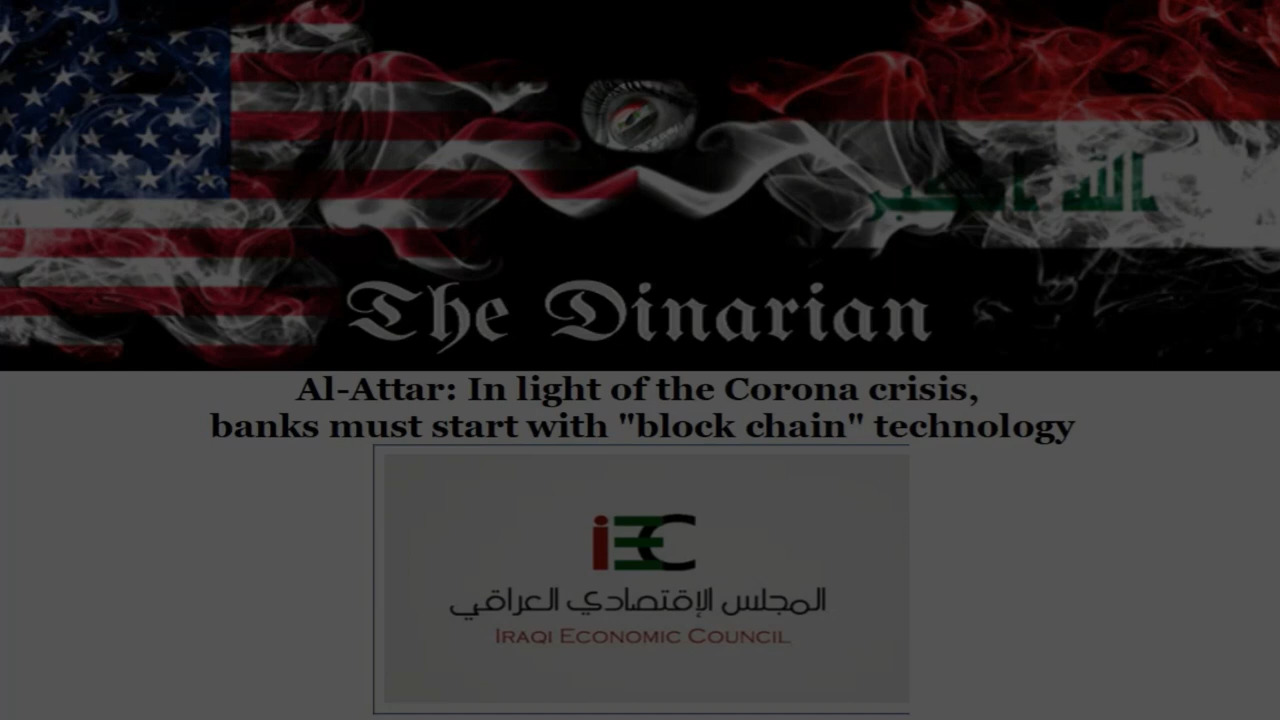 الله اكبر
The Dinarian
Al-Attar: In light of the Corona crisis,
banks must start with "block chain" technology
iEC
المجلس الإقتصادي العراقي
IRAQI ECONOMIC COUNCIL